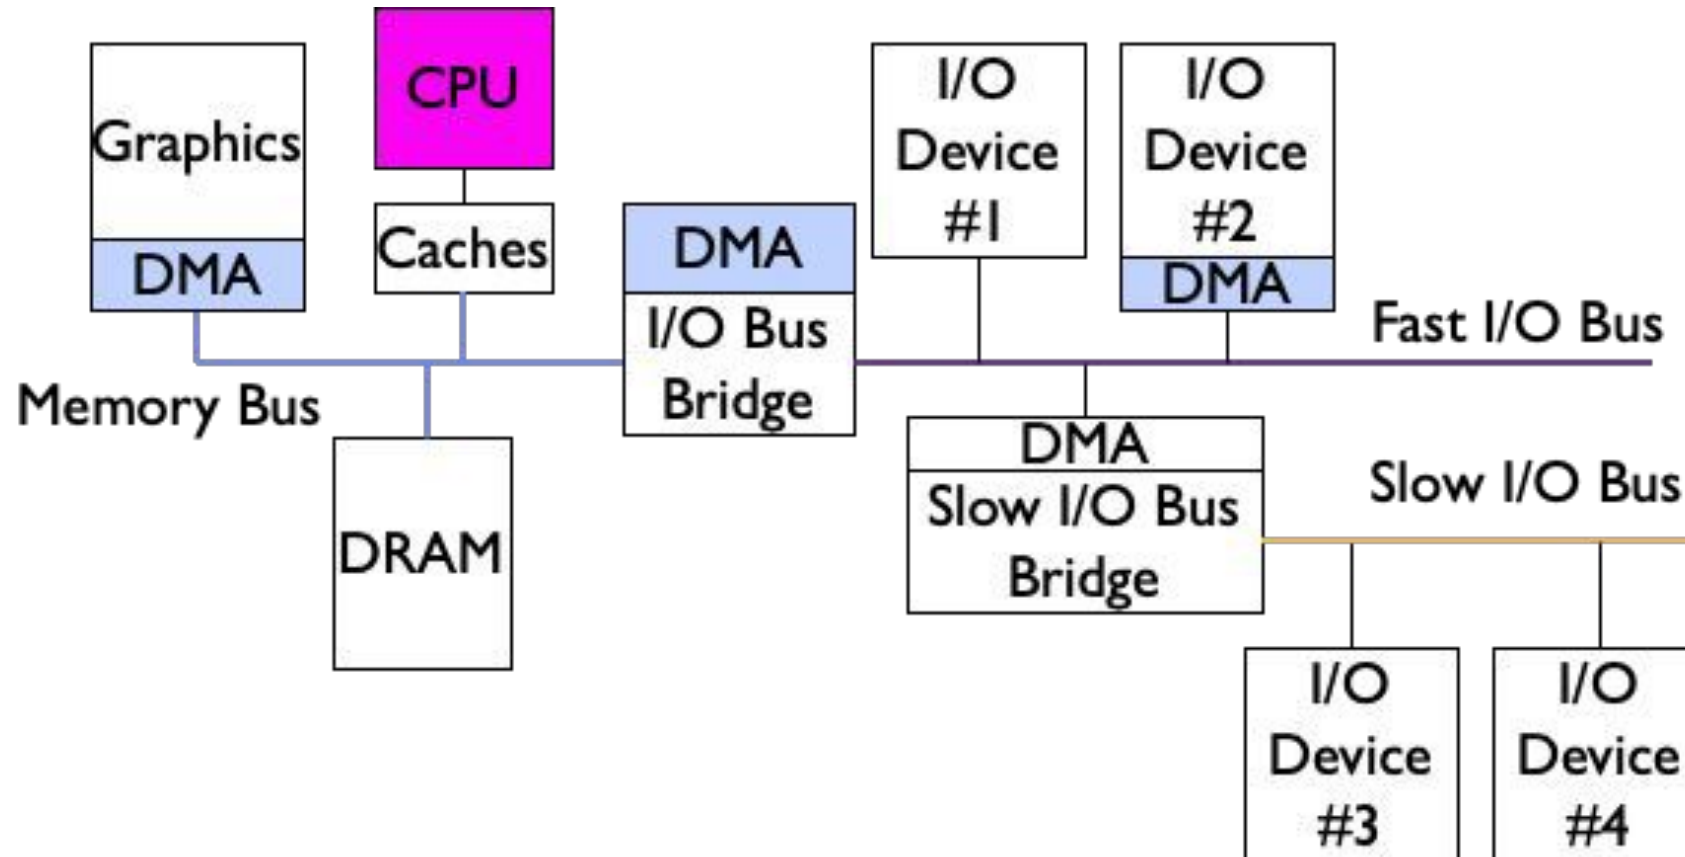 Graphics
DMA
CPU
Caches
DMA
I/O Bus
Bridge
I/O
Device
#1
I/O
Device
#2
DMA
Fast I/O Bus
Memory Bus
DRAM
DMA
Slow I/O Bus
Bridge
Slow I/O Bus
I/O
Device
#3
I/O
Device
#4